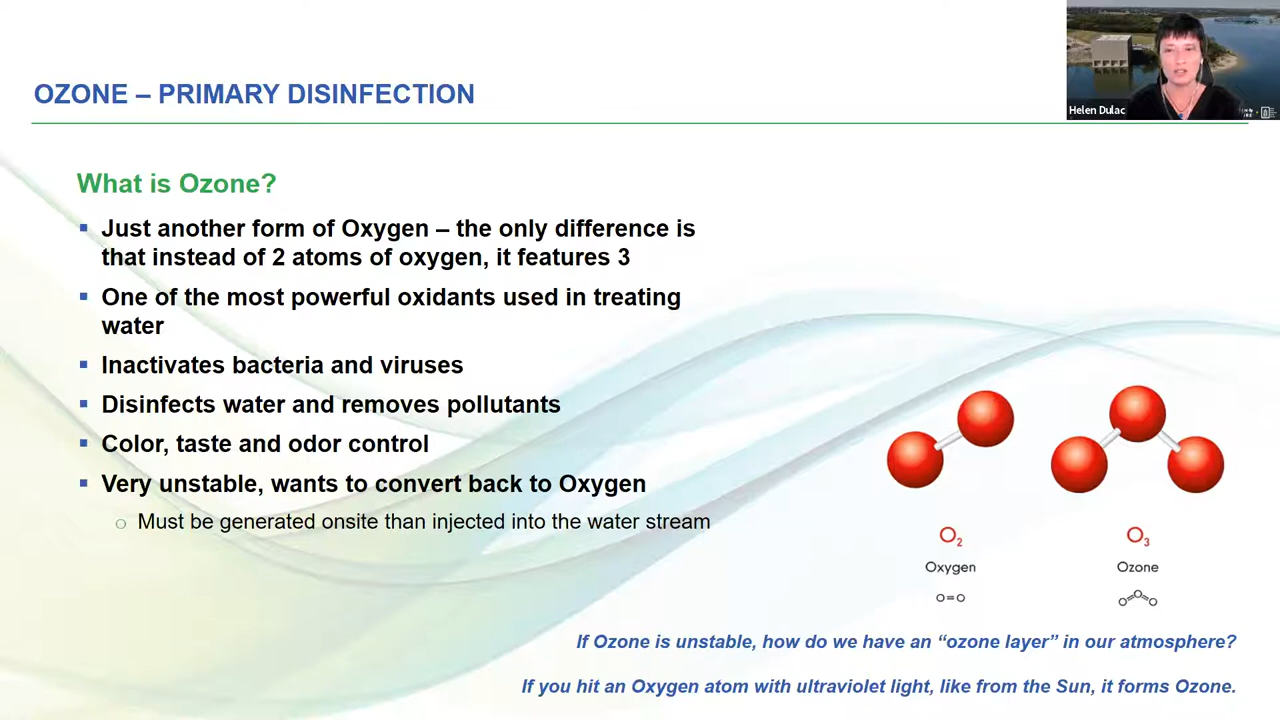 OZONE – PRIMARY DISINFECTION
Helen Dulac
What is Ozone?
Just another form of Oxygen – the only difference is
that instead of 2 atoms of oxygen, it features 3
One of the most powerful oxidants used in treating
water
Inactivates bacteria and viruses
Disinfects water and removes pollutants
Color, taste and odor control
Very unstable, wants to convert back to Oxygen
Must be generated onsite than injected into the water stream
O2
O3
Oxygen
Ozone
O=O
O=O=O
If Ozone is unstable, how do we have an “ozone layer” in our atmosphere?
If you hit an Oxygen atom with ultraviolet light, like from the Sun, it forms Ozone.